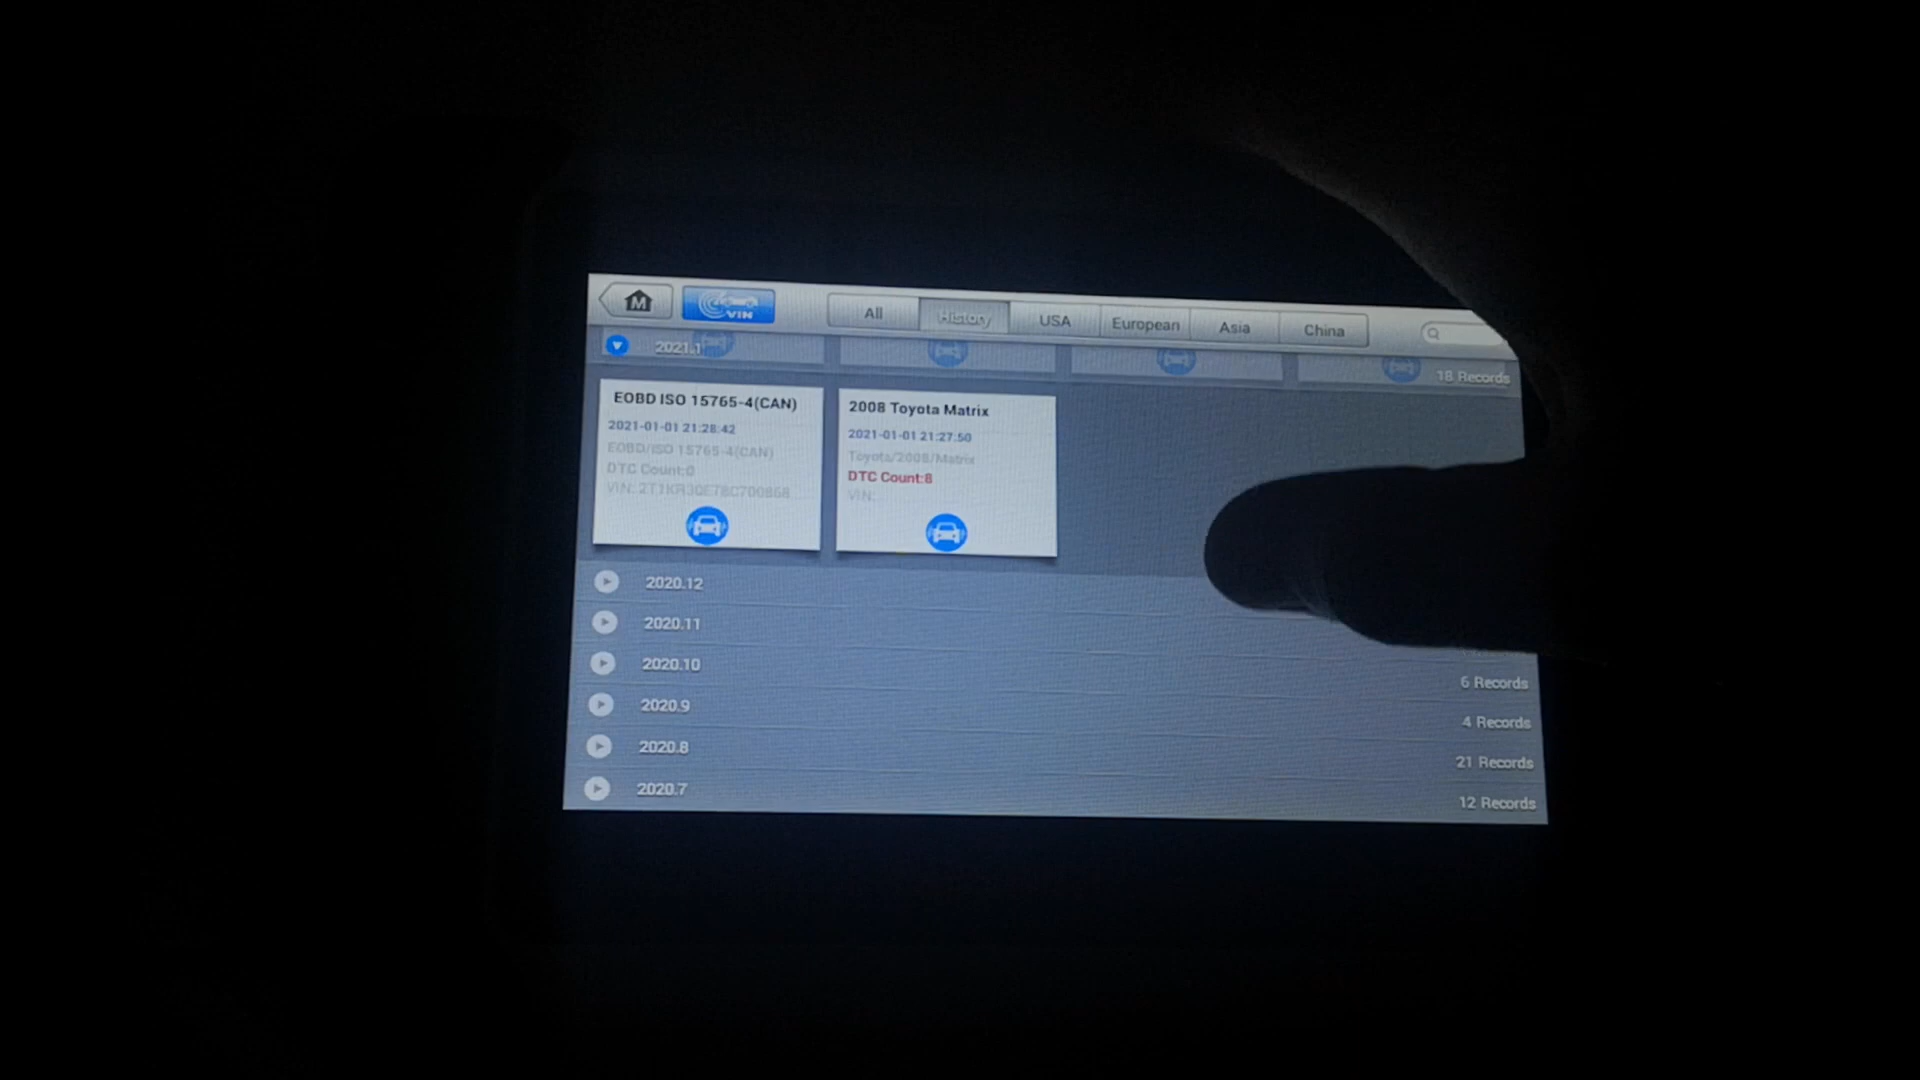 M
VIN
All
History
USA
European
Asia
China
2021.1
18 Records
EOBD ISO 15765-4(CAN)
2021-01-01 21:28:42
EOBD/ISO 15765-4(CAN)
DTC Count:0
VIN:
2008 Toyota Matrix
2021-01-01 21:27:50
Toyota/2008/Matrix
DTC Count:8
VIN:
2020.12
2020.11
2020.10
6 Records
2020.9
4 Records
2020.8
21 Records
2020.7
12 Records